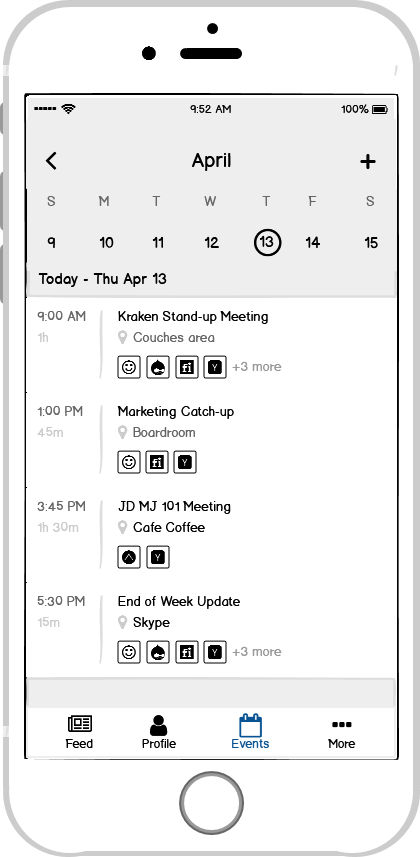 9:52 AM 100%
April
S M T W T F S
9 10 11 12 13 14 15
Today - Thu Apr 13
9:00 AM Kraken Stand-up Meeting
1h Couches area
fi Y +3 more
1:00 PM Marketing Catch-up
45m Boardroom
fi Y
3:45 PM JD MJ 101 Meeting
1h 30m Cafe Coffee
Y
5:30 PM End of Week Update
15m Skype
fi Y +3 more
Feed Profile Events More